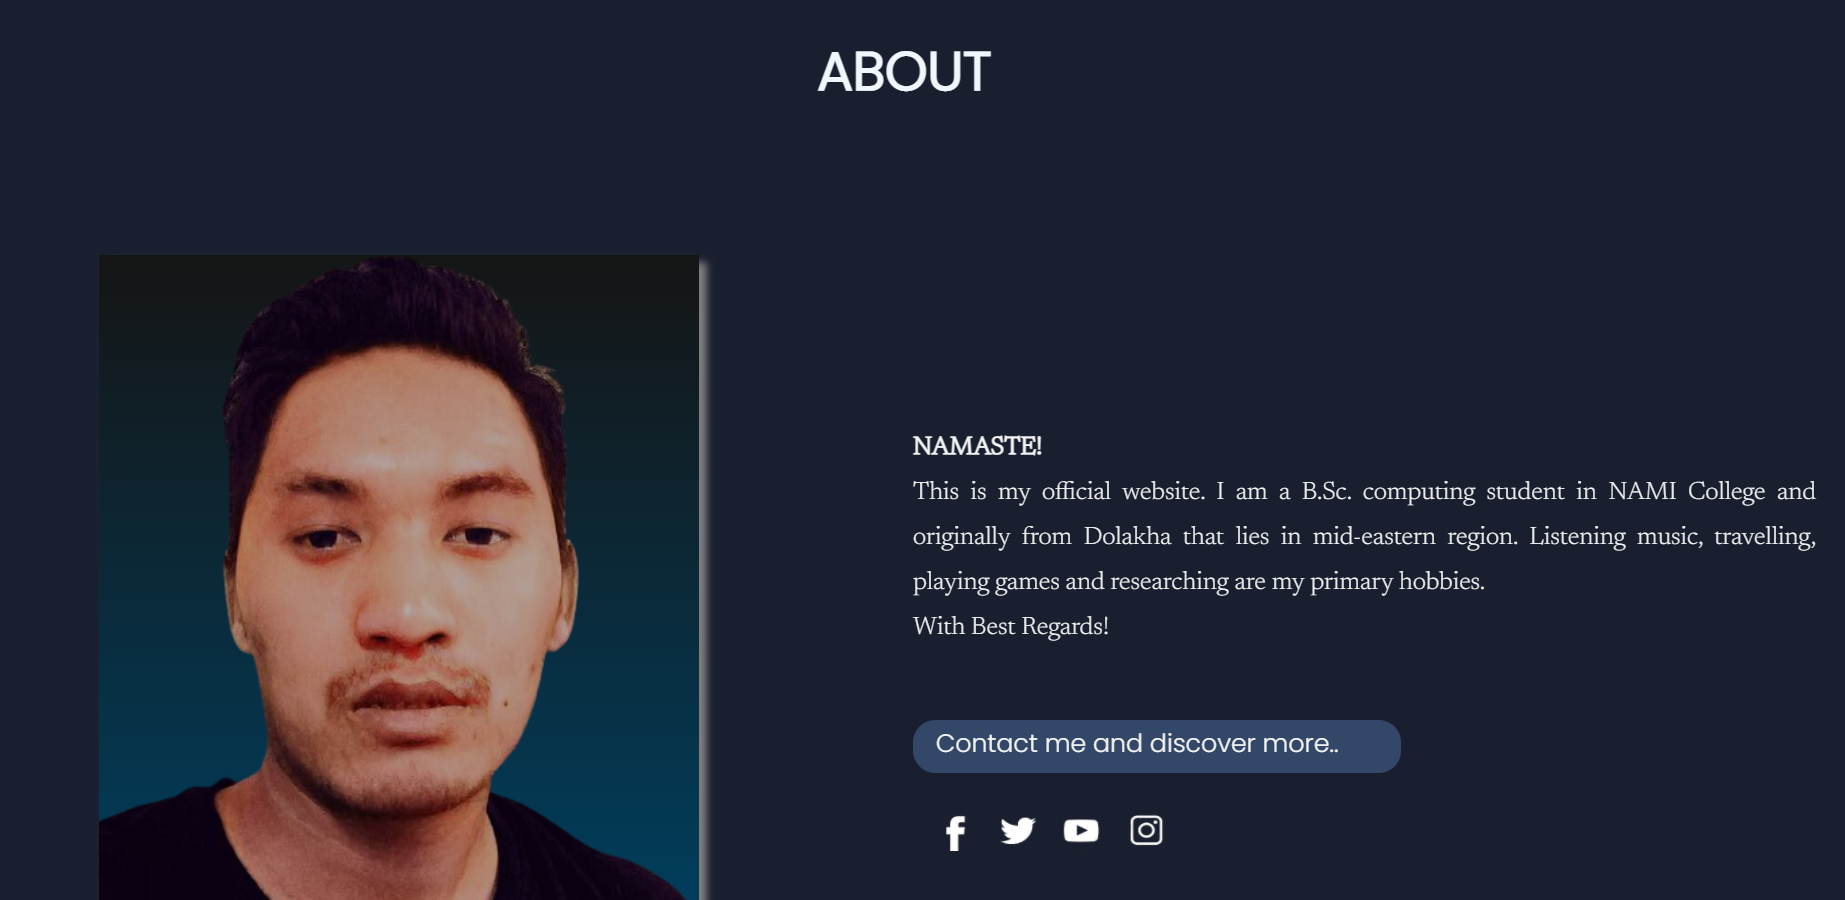 ABOUT
NAMASTE!
This is my official website. I am a B.Sc. computing student in NAMI College and
originally from Dolakha that lies in mid-eastern region. Listening music, travelling,
playing games and researching are my primary hobbies.
With Best Regards!
Contact me and discover more..